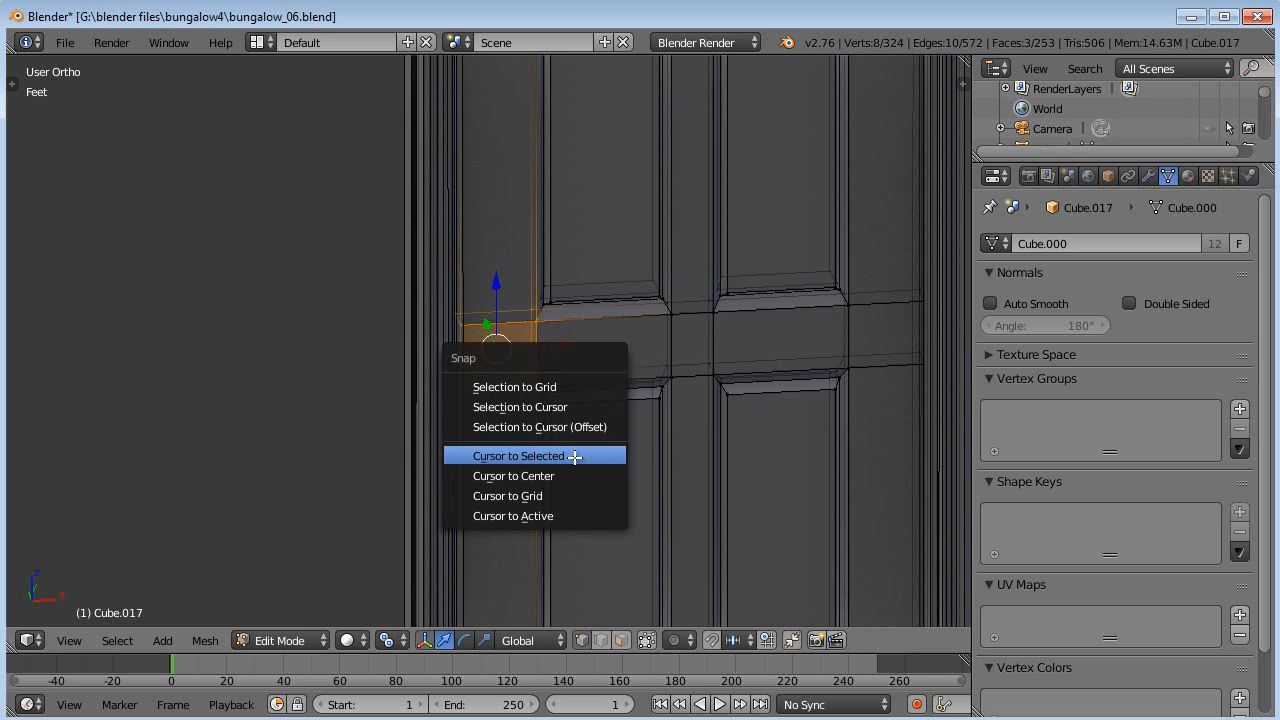 Blender* [G:\blender files\bungalow4\bungalow_06.blend]
File Render Window Help Default Scene Blender Render v2.76 | Verts:8/324 | Edges:10/572 | Faces:3/253 | Tris:506 | Mem:14.63M | Cube.017
User Ortho
Feet
View Search All Scenes
RenderLayers
World
Camera
Cube.017 Cube.000
Cube.000 12 F
Normals
Auto Smooth Double Sided
Angle: 180°
Texture Space
Vertex Groups
Shape Keys
UV Maps
Vertex Colors
Snap
Selection to Grid
Selection to Cursor
Selection to Cursor (Offset)
Cursor to Selected
Cursor to Center
Cursor to Grid
Cursor to Active
z
x
(1) Cube.017
View Select Add Mesh Edit Mode Global
-40 -20 0 20 40 60 80 100 120 140 160 180 200 220 240 260
View Marker Frame Playback Start: 1 End: 250 1 No Sync